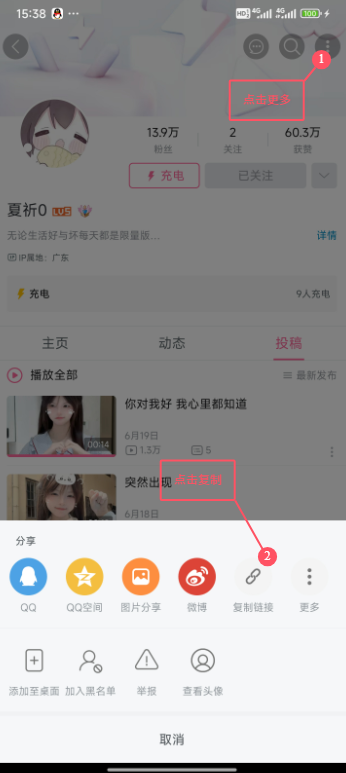 15:38
HD 4G 4G 100
1
点击更多
13.9万 2 60.3万
粉丝 关注 获赞
充电 已关注
夏祈0 LV5
无论生活好与坏每天都是限量版... 详情
IP属地：广东
充电 9人充电
主页 动态 投稿
播放全部 最新发布
你对我好 我心里都知道
00:14
6月19日
1.3万 5
突然出现
点击复制
6月18日
2
分享
QQ QQ空间 图片分享 微博 复制链接 更多
添加至桌面 加入黑名单 举报 查看头像
取消